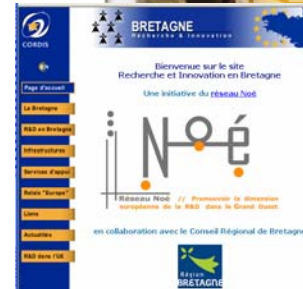 CORDIS
BRETAGNE
Recherche & Innovation
Bienvenue sur le site
Recherche et Innovation en Bretagne
Une initiative du réseau Noé
Page d'accueil
La Bretagne
R&D en Bretagne
Infrastructures
Services d'appui
Relais "Europe"
Liens
Actualités
R&D dans l'UE
Noé
Réseau Noé // Promouvoir la dimension
européenne de la R&D dans le Grand Ouest
en collaboration avec le Conseil Régional de Bretagne
Région
BRETAGNE